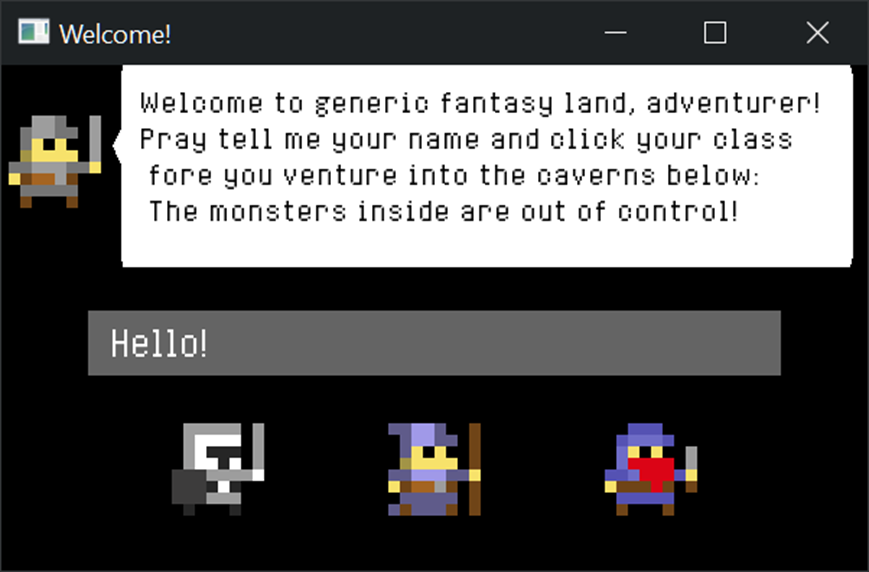 Welcome!
Welcome to generic fantasy land, adventurer!
Pray tell me your name and click your class
fore you venture into the caverns below:
The monsters inside are out of control!
Hello!